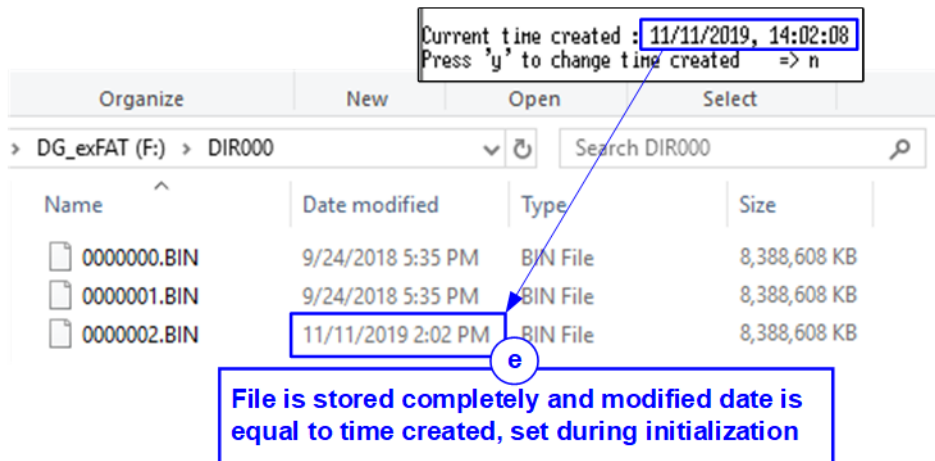 Current time created : 11/11/2019, 14:02:08
Press 'y' to change time created => n
Organize New Open Select
> DG_exFAT (F:) > DIR000 Search DIR000
Name Date modified Type Size
0000000.BIN 9/24/2018 5:35 PM BIN File 8,388,608 KB
0000001.BIN 9/24/2018 5:35 PM BIN File 8,388,608 KB
0000002.BIN 11/11/2019 2:02 PM BIN File 8,388,608 KB
e
File is stored completely and modified date is
equal to time created, set during initialization